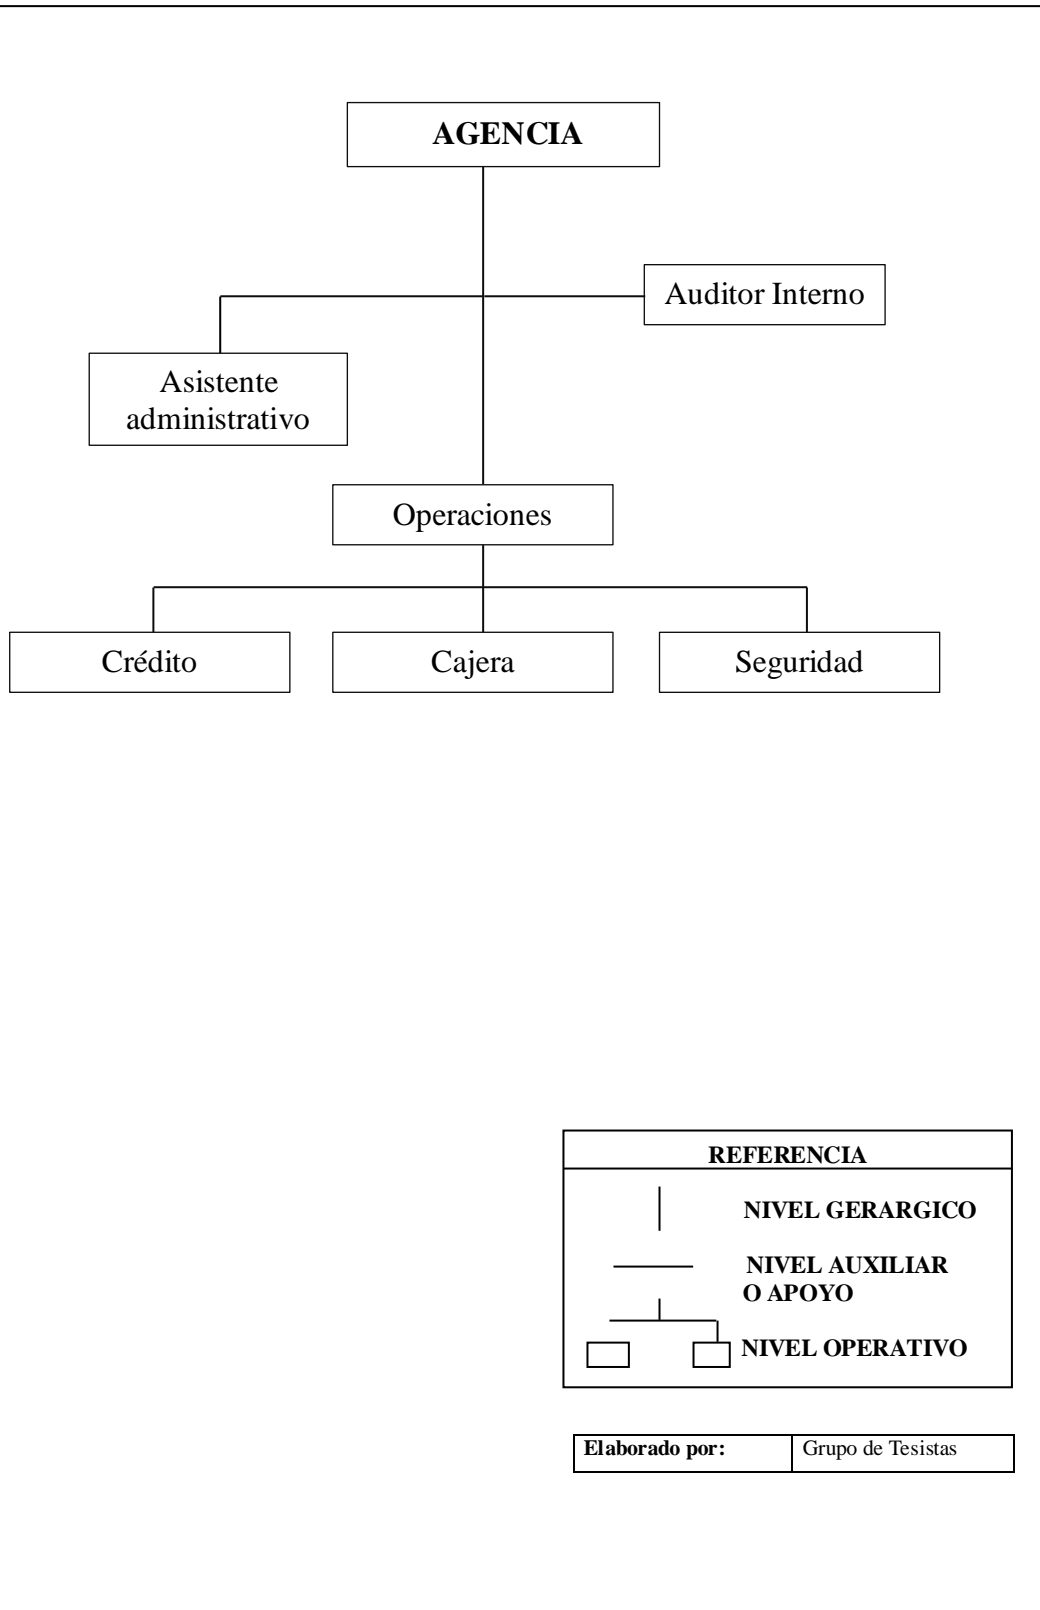 AGENCIA
Auditor Interno
Asistente
administrativo
Operaciones
Crédito
Cajera
Seguridad
REFERENCIA
NIVEL GERARGICO
NIVEL AUXILIAR
O APOYO
NIVEL OPERATIVO
Elaborado por:
Grupo de Tesistas